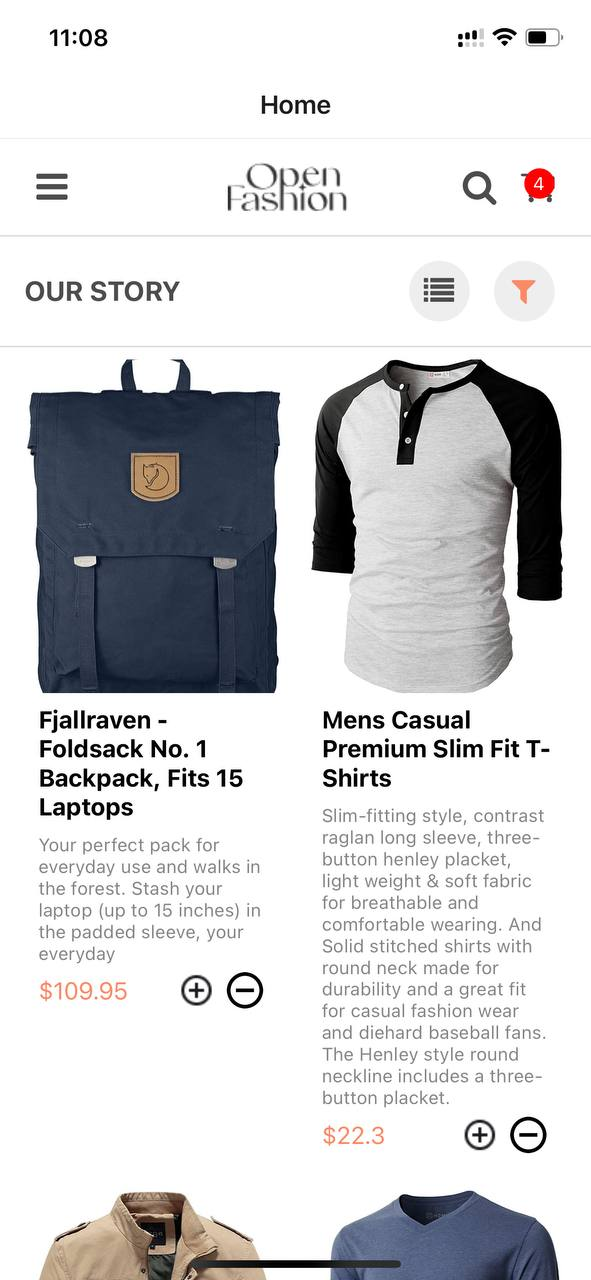 11:08
Home
Open
Fashion
4
OUR STORY
Fjallraven -
Foldsack No. 1
Backpack, Fits 15
Laptops
Your perfect pack for
everyday use and walks in
the forest. Stash your
laptop (up to 15 inches) in
the padded sleeve, your
everyday
$109.95
Mens Casual
Premium Slim Fit T-
Shirts
Slim-fitting style, contrast
raglan long sleeve, three-
button henley placket,
light weight & soft fabric
for breathable and
comfortable wearing. And
Solid stitched shirts with
round neck made for
durability and a great fit
for casual fashion wear
and diehard baseball fans.
The Henley style round
neckline includes a three-
button placket.
$22.3